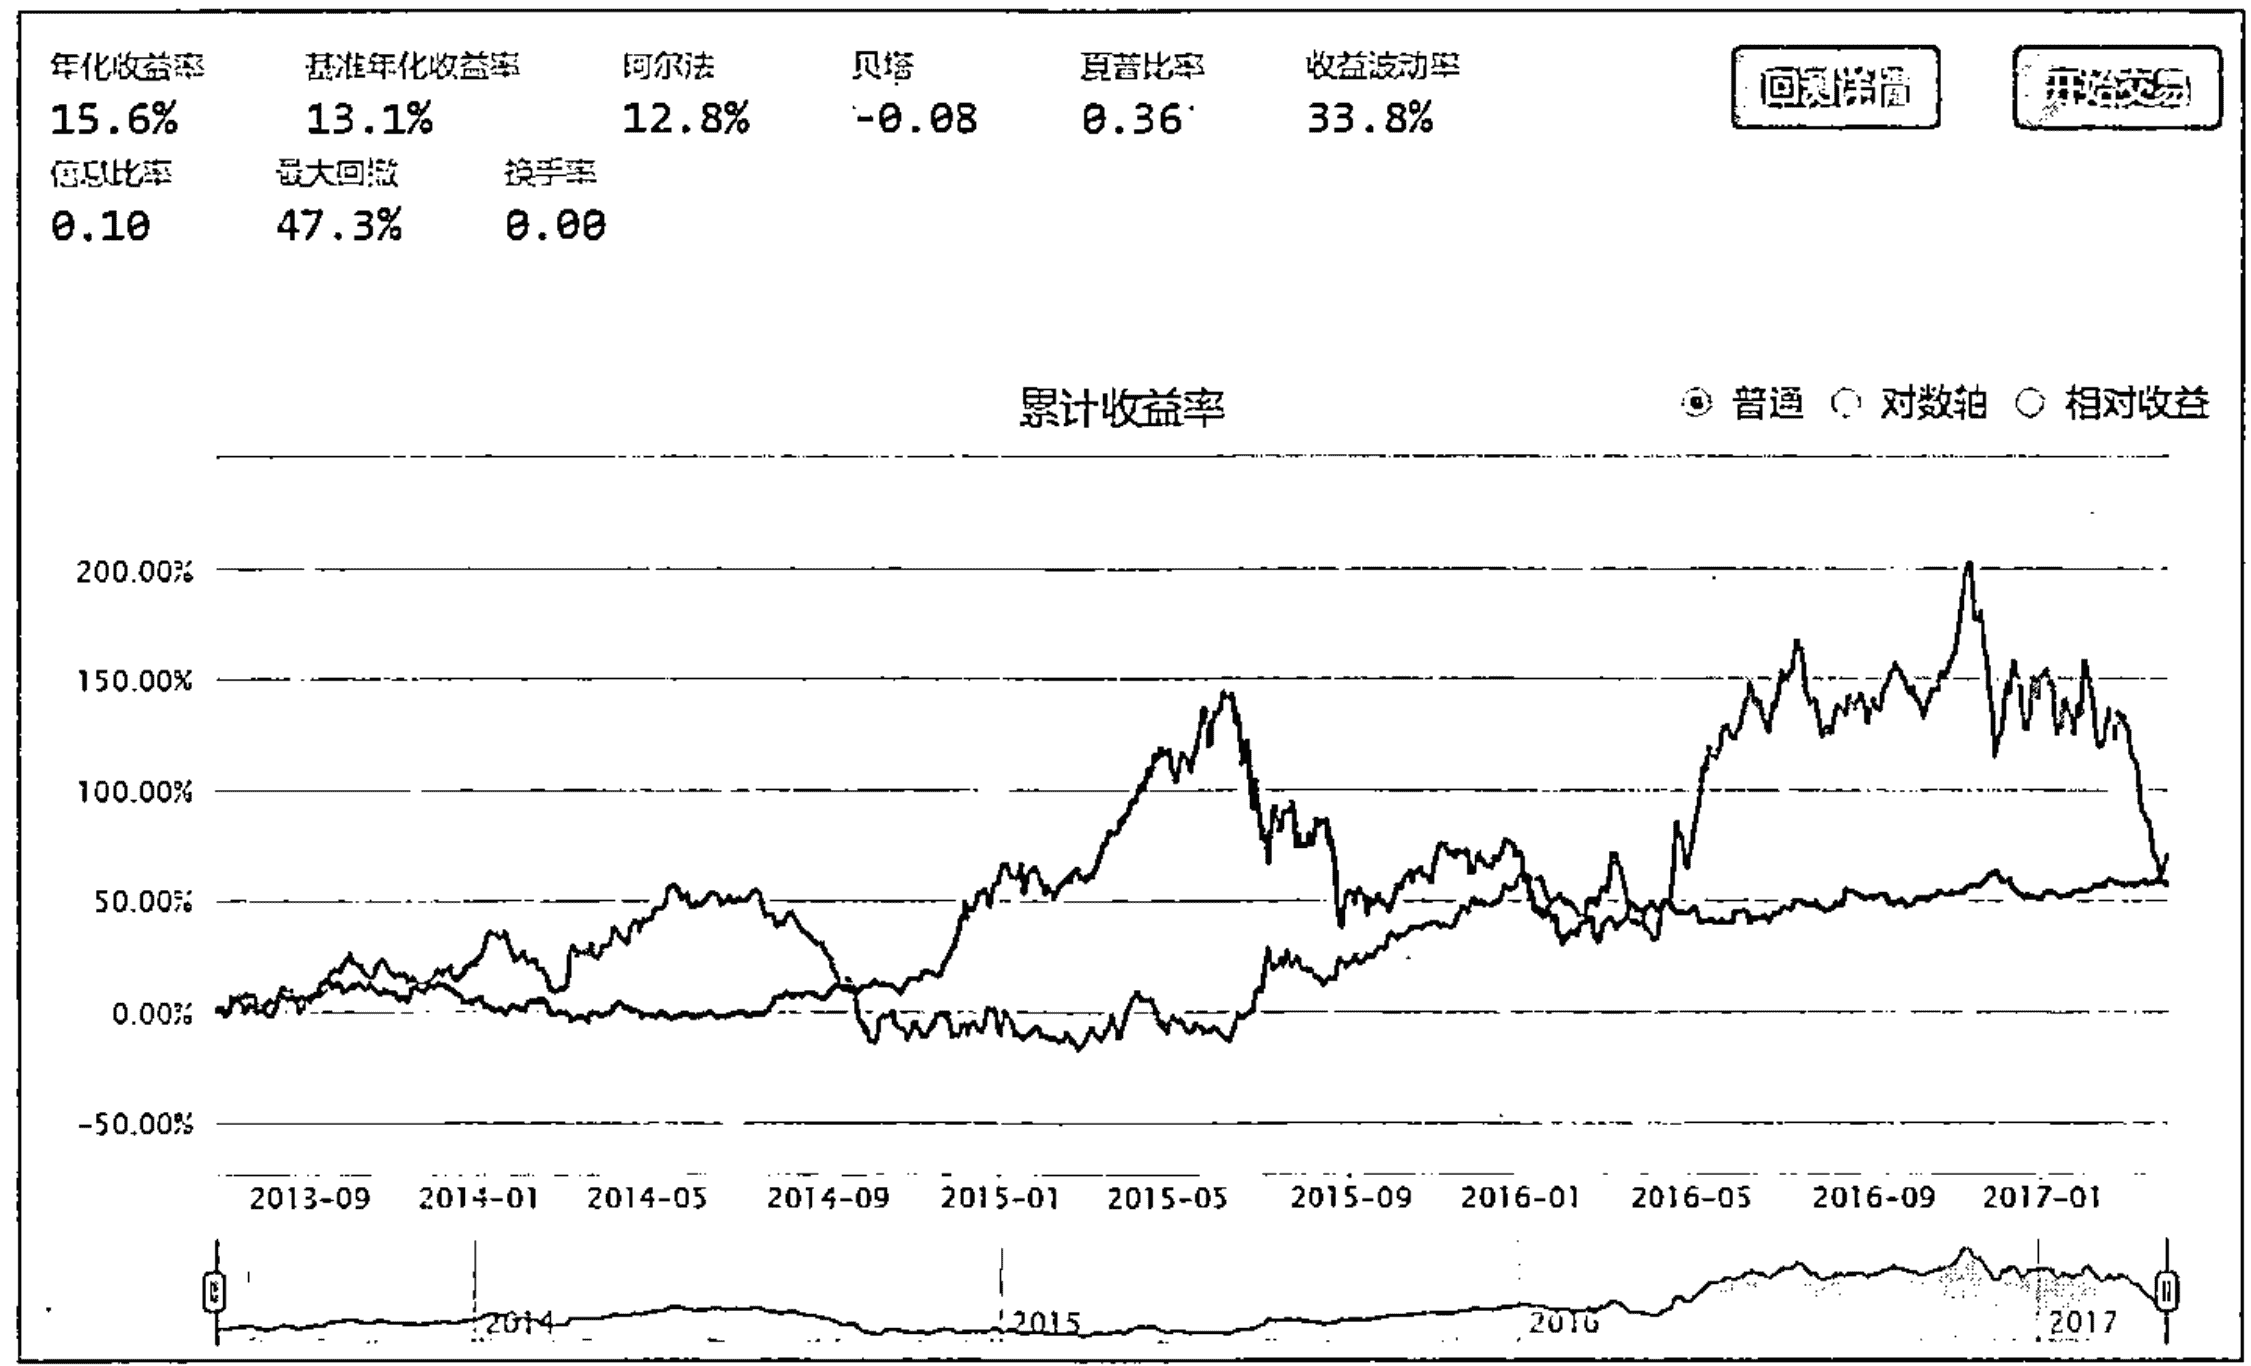 年化收益率 基准年化收益率 阿尔法 贝塔 夏普比率 收益波动率
15.6% 13.1% 12.8% -0.08 0.36 33.8%
回测详情 开始交易
信息比率 最大回撤 换手率
0.10 47.3% 0.00
累计收益率
普通 对数轴 相对收益
200.00%
150.00%
100.00%
50.00%
0.00%
-50.00%
2013-09 2014-01 2014-05 2014-09 2015-01 2015-05 2015-09 2016-01 2016-05 2016-09 2017-01
2014 2015 2016 2017